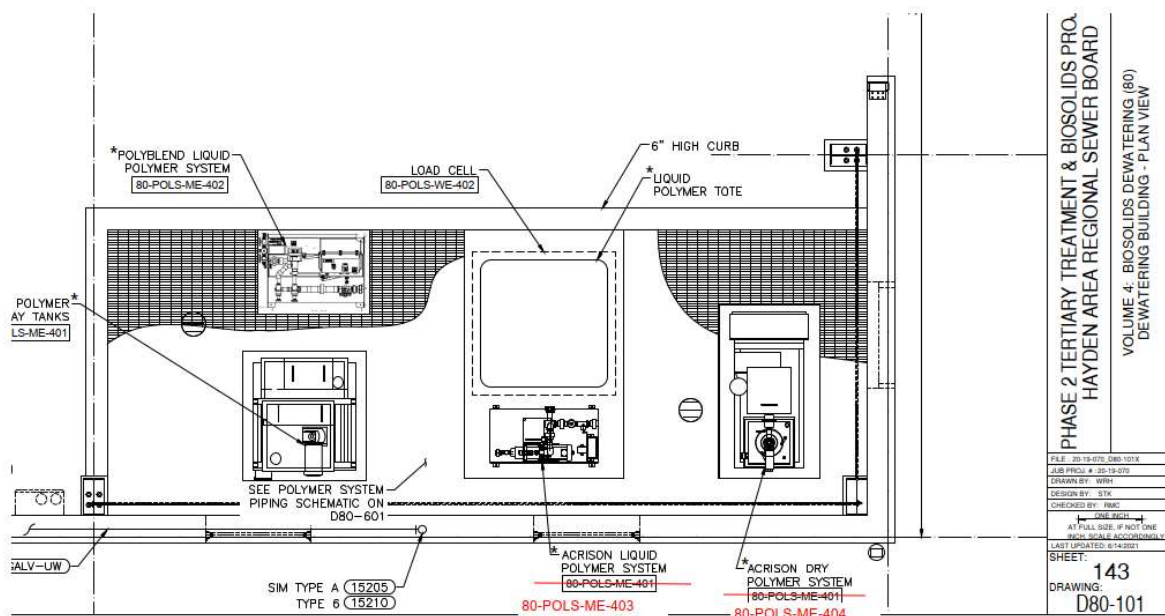 *POLYBLEND LIQUID
POLYMER SYSTEM
80-POLS-ME-402
LOAD CELL
80-POLS-WE-402
6" HIGH CURB
*LIQUID
POLYMER TOTE
POLYMER*
AY TANKS
LS-ME-401
SEE POLYMER SYSTEM
PIPING SCHEMATIC ON
D80-601
ALV-UW
SIM TYPE A 15205
TYPE 6 15210
*ACRISON LIQUID
POLYMER SYSTEM
80-POLS-ME-401
80-POLS-ME-403
*ACRISON DRY
POLYMER SYSTEM
80-POLS-ME-401
80-POLS-ME-404
PHASE 2 TERTIARY TREATMENT & BIOSOLIDS PRO
HAYDEN AREA REGIONAL SEWER BOARD
VOLUME 4: BIOSOLIDS DEWATERING (80)
DEWATERING BUILDING - PLAN VIEW
FILE: 20-19-070_D80-101X
JUB PROJ. #: 20-19-070
DRAWN BY: WRH
DESIGN BY: STK
CHECKED BY: RMC
ONE INCH
AT FULL SIZE, IF NOT ONE
INCH, SCALE ACCORDINGLY
LAST UPDATED: 6/14/2021
SHEET:
143
DRAWING:
D80-101